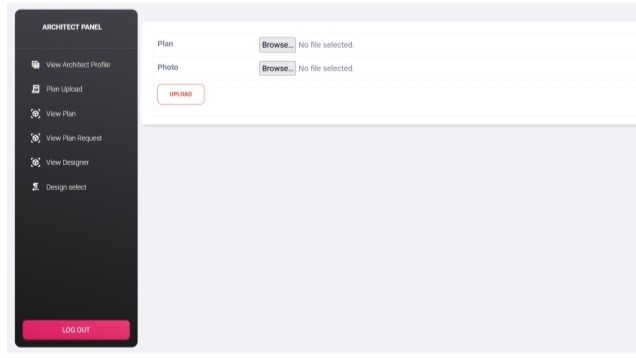 ARCHITECT PANEL
View Architect Profile
Plan Upload
View Plan
View Plan Request
View Designer
Design select
LOG OUT
Plan Browse... No file selected.
Photo Browse... No file selected.
UPLOAD